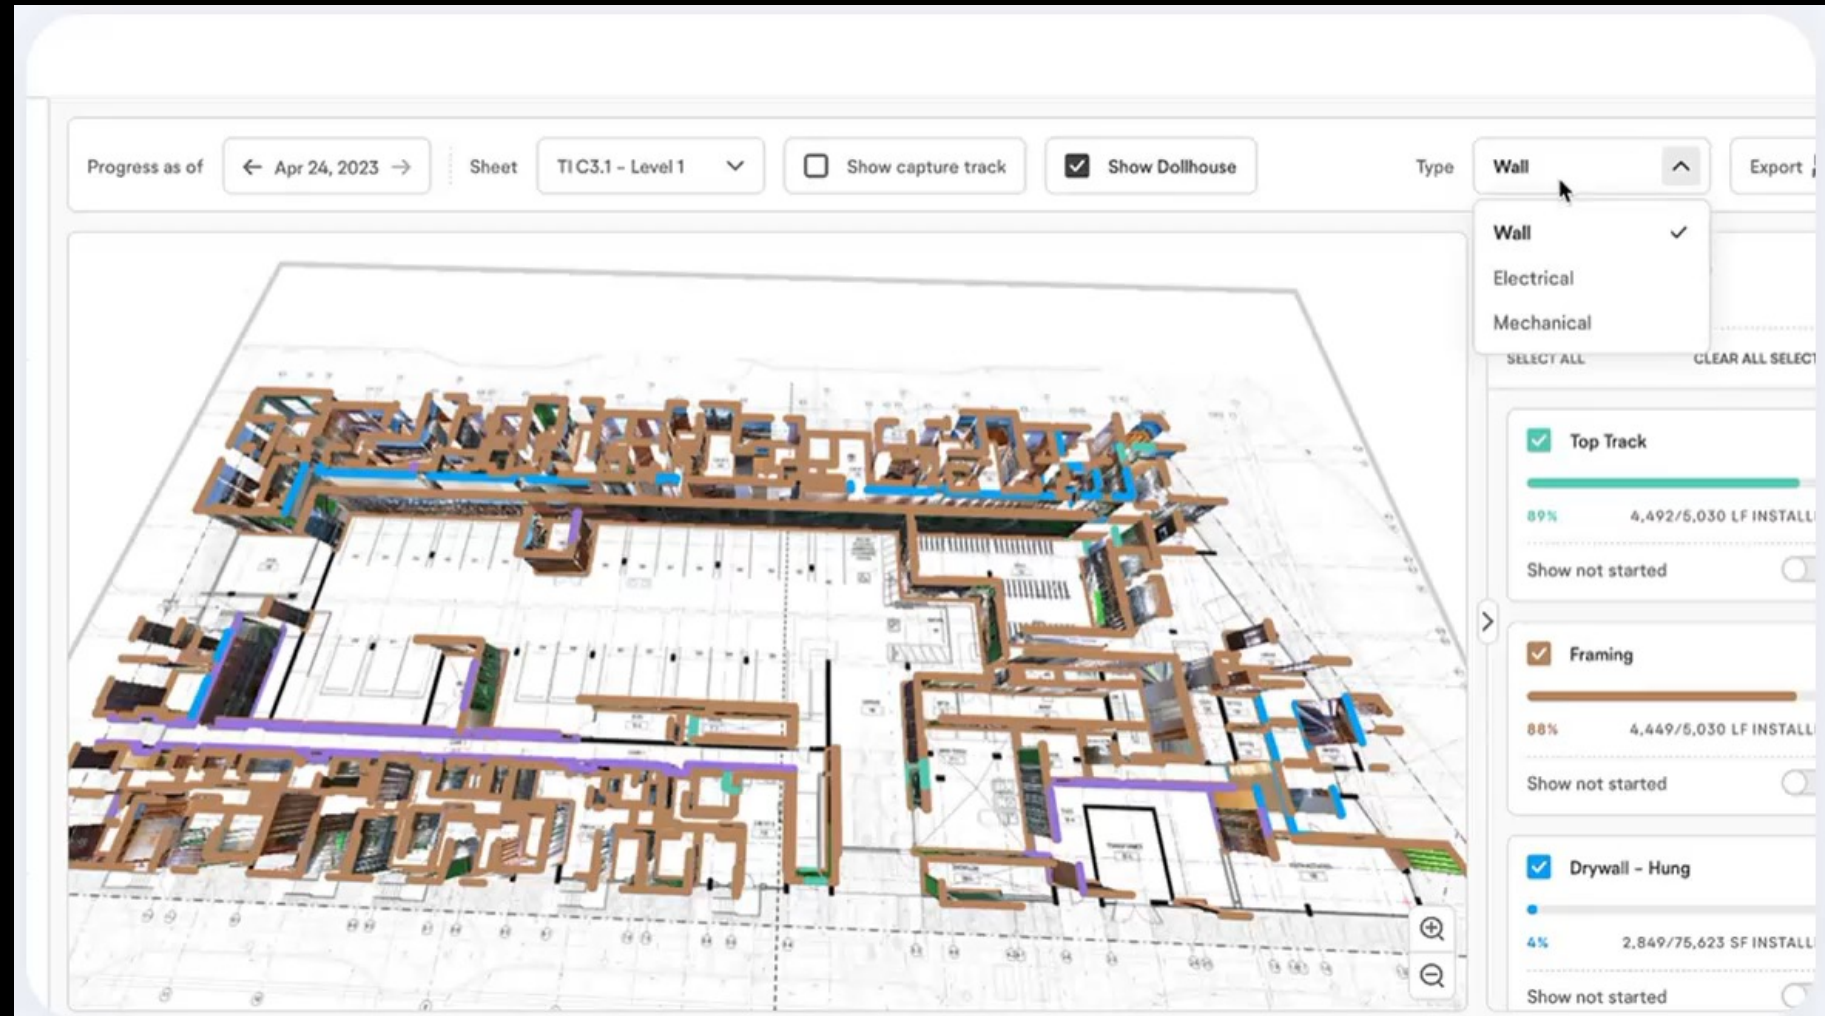 Progress as of
Apr 24, 2023
Sheet
TI C3.1 – Level 1
Show capture track
Show Dollhouse
Type
Wall
Export
Wall
Electrical
Mechanical
SELECT ALL
CLEAR ALL SELECT
Top Track
89%
4,492/5,030 LF INSTALL
Show not started
Framing
88%
4,449/5,030 LF INSTALL
Show not started
Drywall – Hung
4%
2,849/75,623 SF INSTALL
Show not started